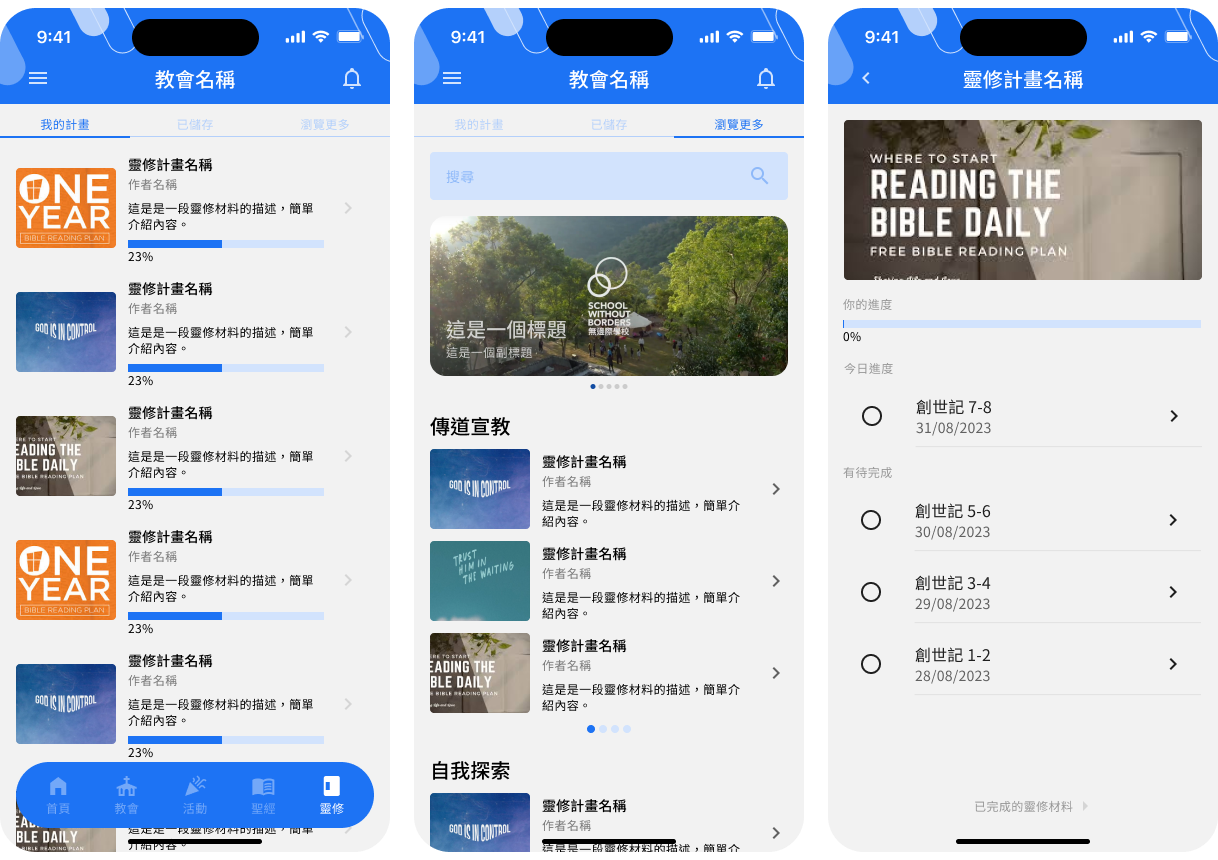 9:41
教會名稱
我的計畫
已儲存
瀏覽更多
ONE
YEAR
BIBLE READING PLAN
靈修計畫名稱
作者名稱
這是是一段靈修材料的描述，簡單
介紹內容。
23%
GOD IS IN CONTROL
靈修計畫名稱
作者名稱
這是是一段靈修材料的描述，簡單
介紹內容。
23%
ERE TO START
EADING THE
IBLE DAILY
BIBLE READING PLAN
靈修計畫名稱
作者名稱
這是是一段靈修材料的描述，簡單
介紹內容。
23%
ONE
YEAR
BIBLE READING PLAN
靈修計畫名稱
作者名稱
這是是一段靈修材料的描述，簡單
介紹內容。
23%
GOD IS IN CONTROL
靈修計畫名稱
作者名稱
這是是一段靈修材料的描述，簡單
介紹內容。
23%
首頁
教會
活動
聖經
靈修
EADING THE
IBLE DAILY
這是是一段靈修材料的描述，簡單
介紹內容。
9:41
教會名稱
我的計畫
已儲存
瀏覽更多
搜尋
SCHOOL
WITHOUT
BORDERS
無邊際學校
這是一個標題
這是一個副標題
傳道宣教
GOD IS IN CONTROL
靈修計畫名稱
作者名稱
這是是一段靈修材料的描述，簡單介
紹內容。
TRUST
HIM IN
THE WAITING
靈修計畫名稱
作者名稱
這是是一段靈修材料的描述，簡單介
紹內容。
ERE TO START
EADING THE
IBLE DAILY
BIBLE READING PLAN
靈修計畫名稱
作者名稱
這是是一段靈修材料的描述，簡單介
紹內容。
自我探索
GOD IS IN CONTROL
靈修計畫名稱
作者名稱
這是是一段靈修材料的描述，簡單介
9:41
靈修計畫名稱
WHERE TO START
READING THE
BIBLE DAILY
FREE BIBLE READING PLAN
你的進度
0%
今日進度
創世記 7-8
31/08/2023
有待完成
創世記 5-6
30/08/2023
創世記 3-4
29/08/2023
創世記 1-2
28/08/2023
已完成的靈修材料